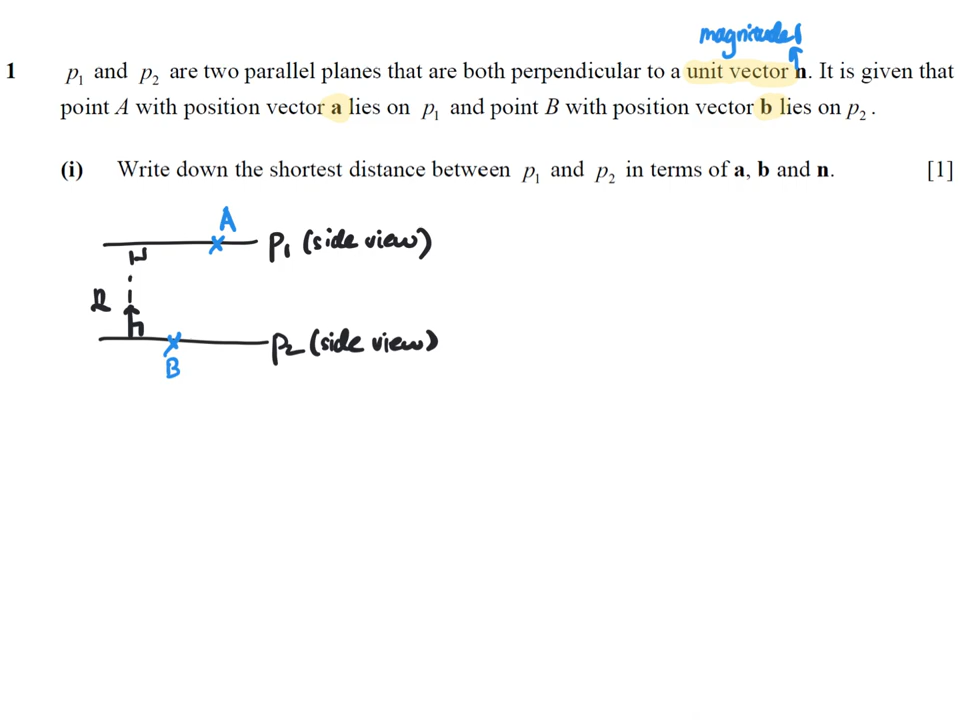 magnitude 1
1 p₁ and p₂ are two parallel planes that are both perpendicular to a unit vector n. It is given that
point A with position vector a lies on p₁ and point B with position vector b lies on p₂.
(i) Write down the shortest distance between p₁ and p₂ in terms of a, b and n. [1]
A
P₁ (side view)
n
P₂ (side view)
B